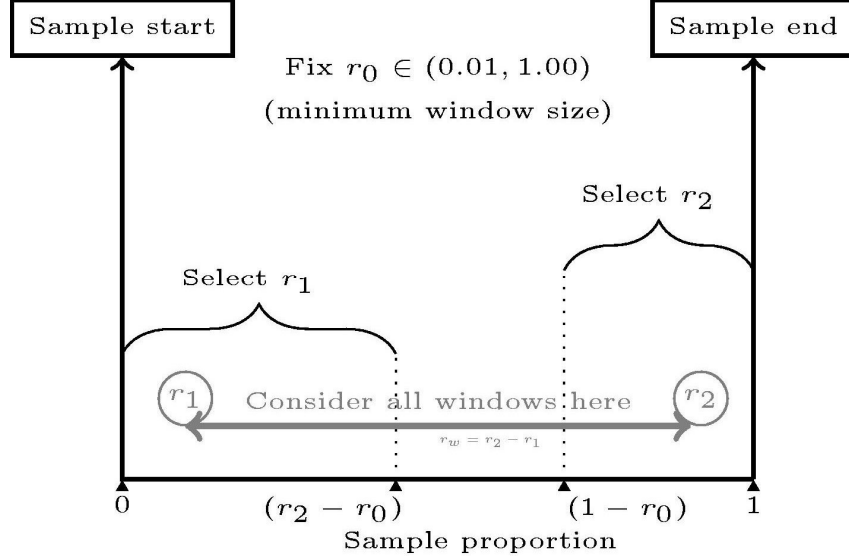 Sample start
Sample end
Fix r₀ ∈ (0.01, 1.00)
(minimum window size)
Select r₂
Select r₁
r₁
Consider all windows here
r₂
r_w = r₂ − r₁
0
(r₂ − r₀)
(1 − r₀)
1
Sample proportion